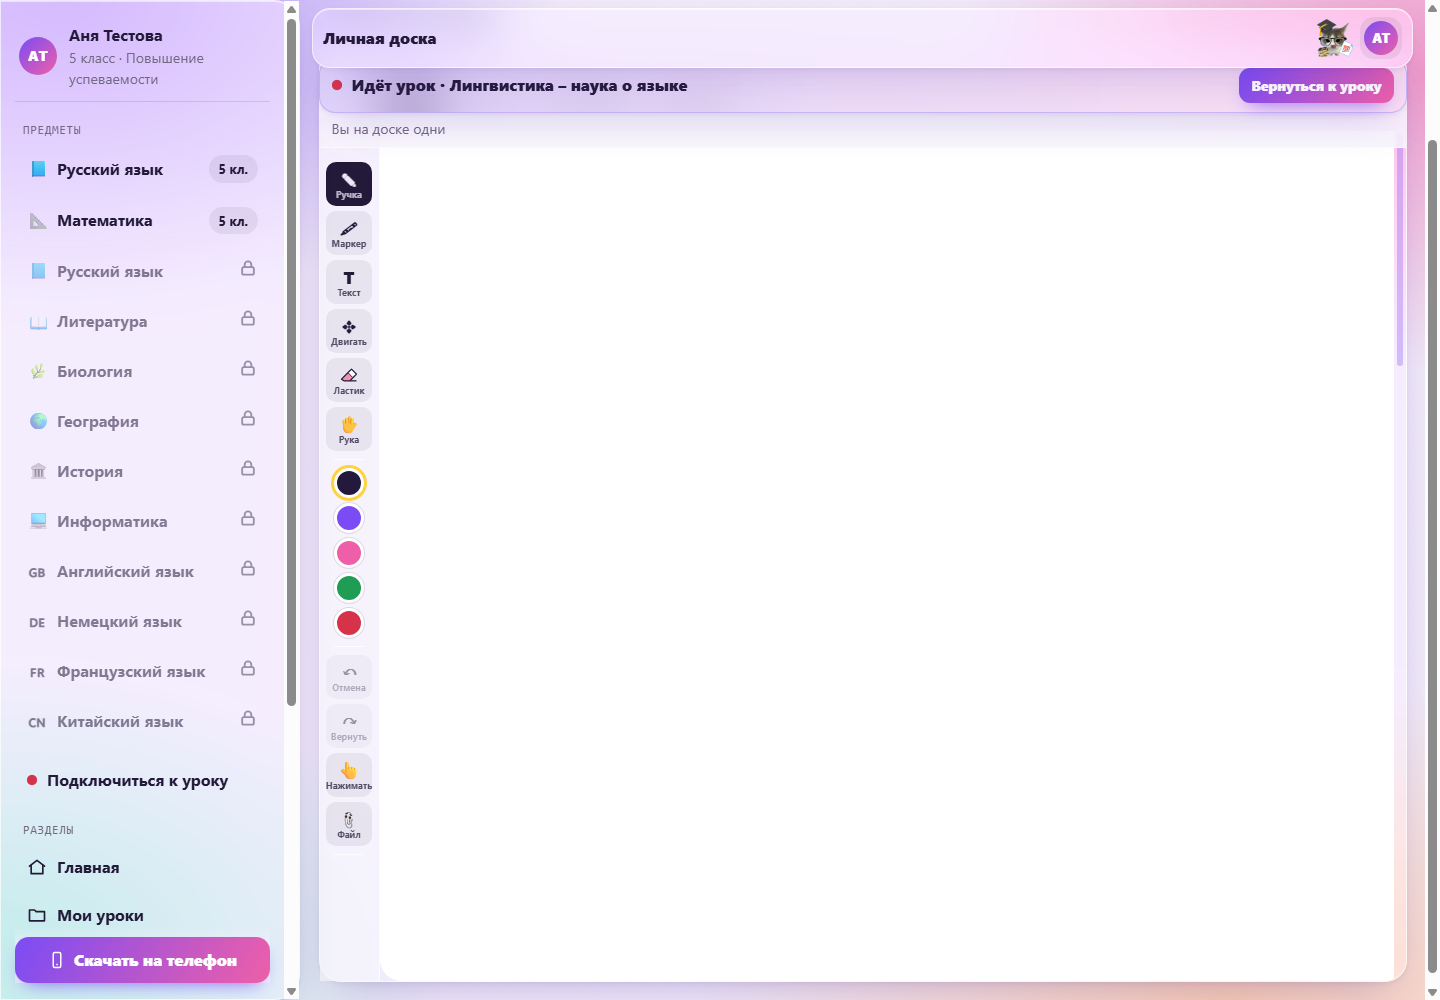 АТ
Аня Тестова
5 класс · Повышение
успеваемости
ПРЕДМЕТЫ
Русский язык
5 кл.
Математика
5 кл.
Русский язык
Литература
Биология
География
История
Информатика
GB Английский язык
DE Немецкий язык
FR Французский язык
CN Китайский язык
Подключиться к уроку
РАЗДЕЛЫ
Главная
Мои уроки
Скачать на телефон
Личная доска
АТ
Идёт урок · Лингвистика – наука о языке
Вернуться к уроку
Вы на доске одни
Ручка
Маркер
T
Текст
Двигать
Ластик
Рука
Отмена
Вернуть
Нажимать
Файл